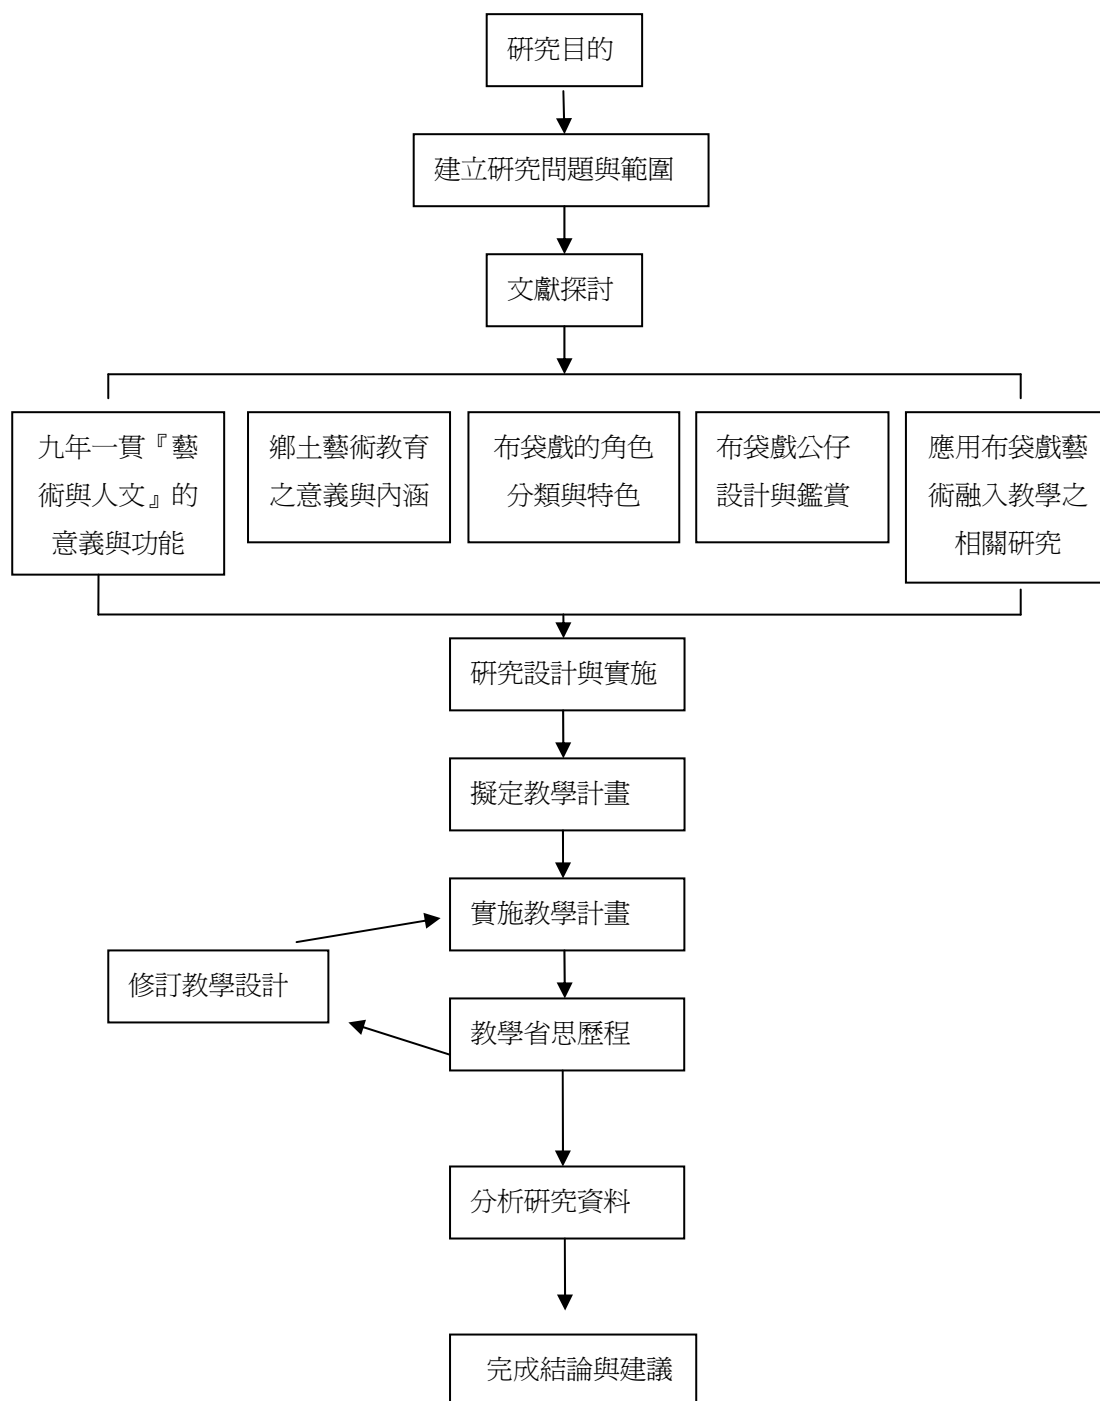 研究目的
建立研究問題與範圍
文獻探討
九年一貫『藝
術與人文』的
意義與功能
鄉土藝術教育
之意義與內涵
布袋戲的角色
分類與特色
布袋戲公仔
設計與鑑賞
應用布袋戲藝
術融入教學之
相關研究
研究設計與實施
擬定教學計畫
實施教學計畫
修訂教學設計
教學省思歷程
分析研究資料
完成結論與建議